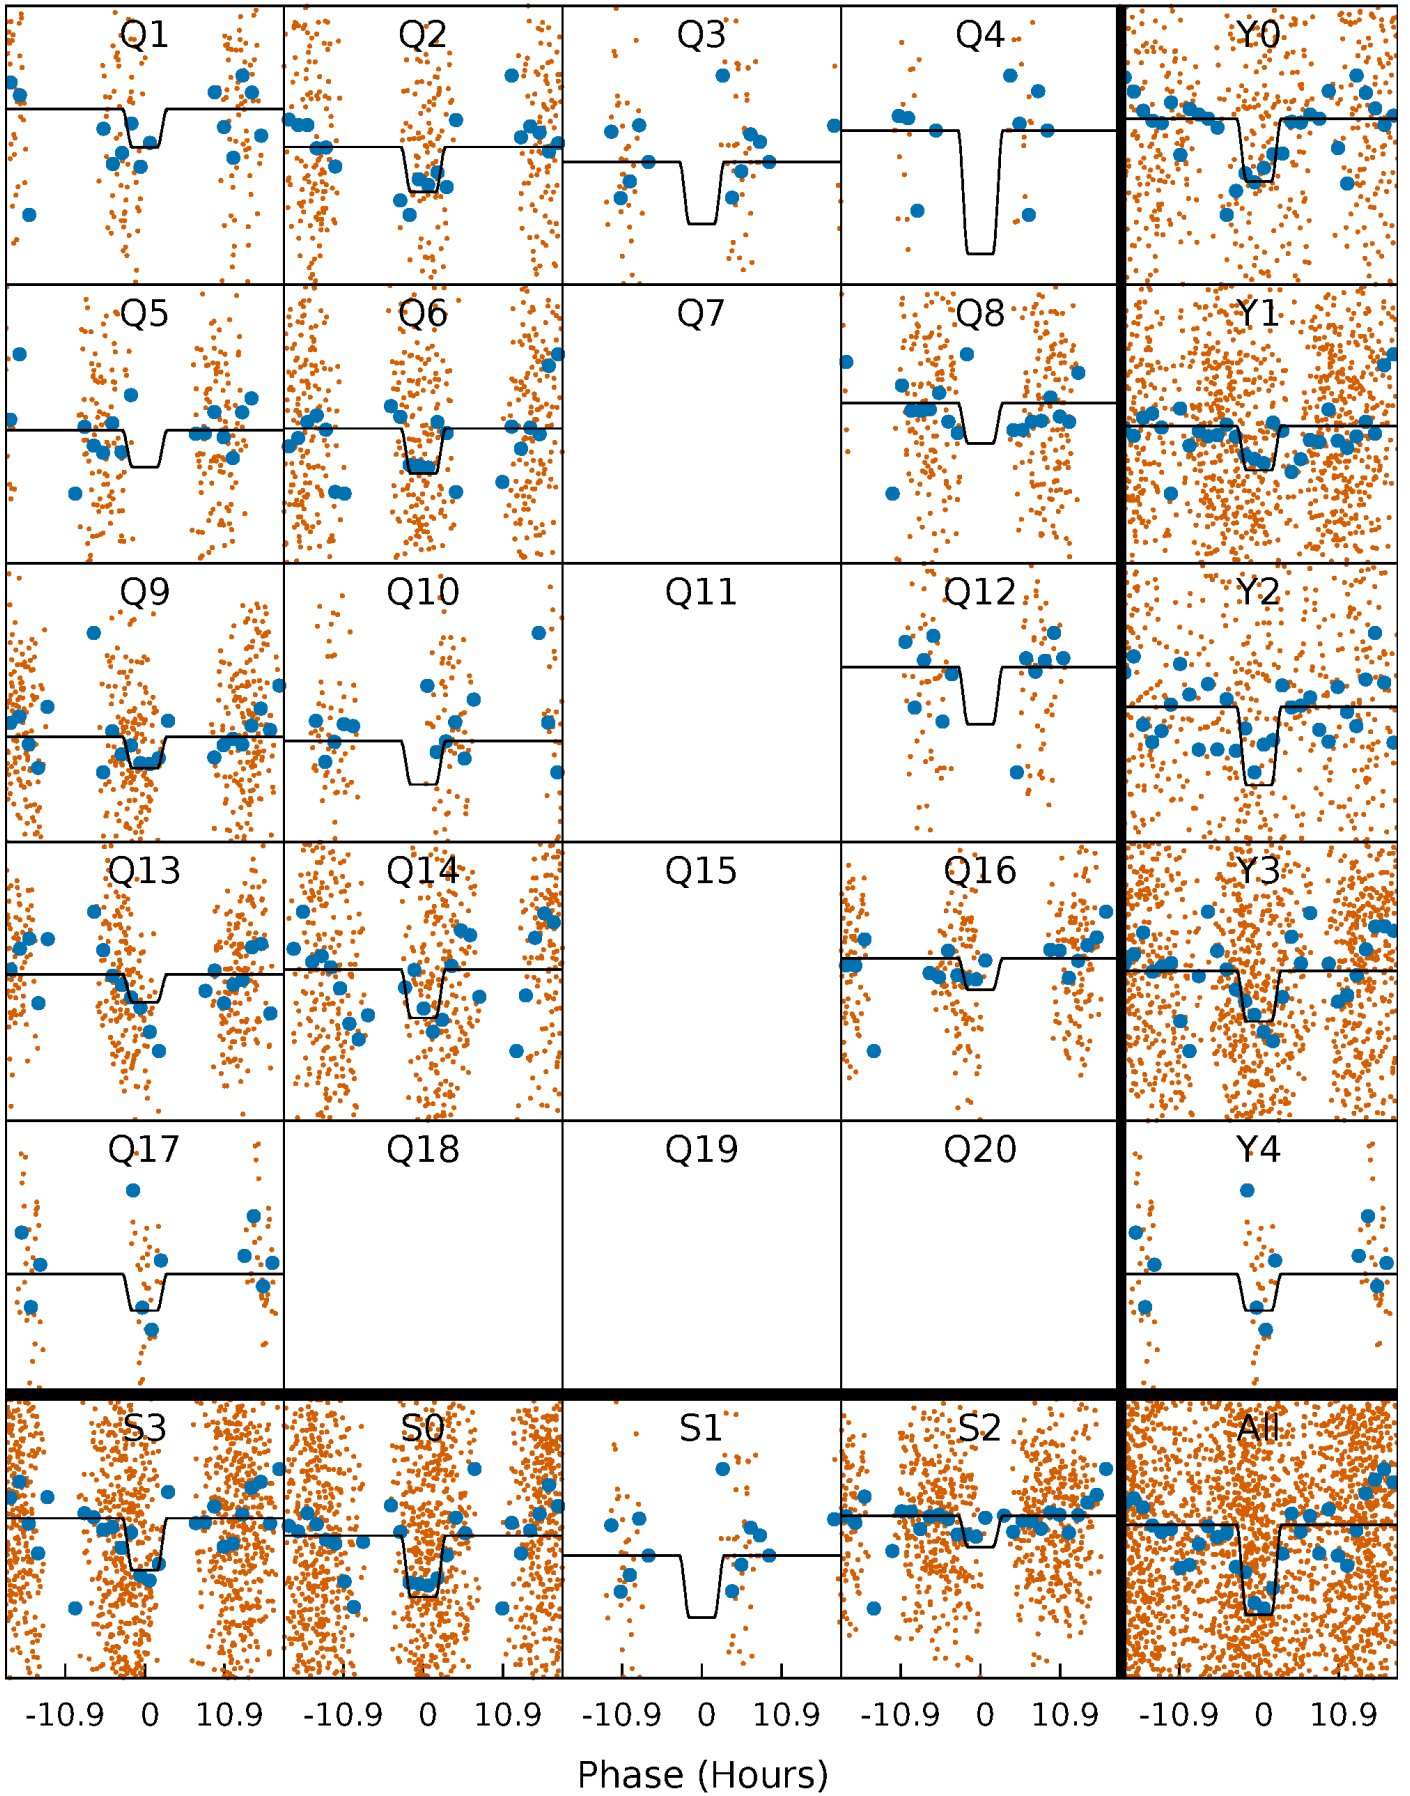 Q1 Q2 Q3 Q4 Y0
Q5 Q6 Q7 Q8 Y1
Q9 Q10 Q11 Q12 Y2
Q13 Q14 Q15 Q16 Y3
Q17 Q18 Q19 Q20 Y4
S3 S0 S1 S2 All
-10.9 0 10.9 -10.9 0 10.9 -10.9 0 10.9 -10.9 0 10.9 -10.9 0 10.9
Phase (Hours)